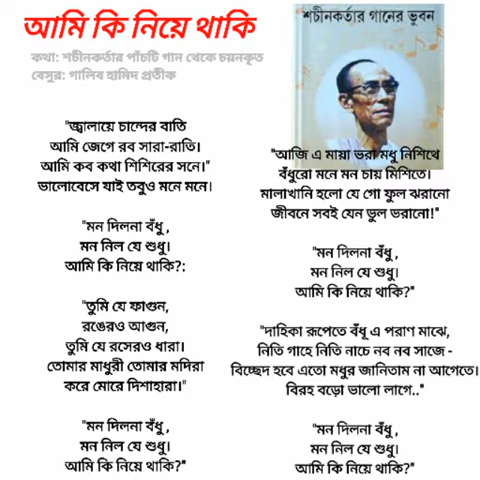 আমি কি নিয়ে থাকি
কথা: শচীনকর্তার পাঁচটি গান থেকে চয়নকৃত
বেসুর: গালিব হামিদ প্রতীক
শচীনকর্তার গানের ভুবন
"জ্বালায়ে চান্দের বাতি
আমি জেগে রব সারা-রাতি।
আমি কব কথা শিশিরের সনে।"
ভালোবেসে যাই তবুও মনে মনে।
"মন দিলনা বঁধু,
মন নিল যে শুধু।
আমি কি নিয়ে থাকি?:
"তুমি যে ফাগুন,
রঙেরও আগুন,
তুমি যে রসেরও ধারা।
তোমার মাধুরী তোমার মদিরা
করে মোরে দিশাহারা।"
"মন দিলনা বঁধু,
মন নিল যে শুধু।
আমি কি নিয়ে থাকি?"
"আজি এ মায়া ভরা মধু নিশিথে
বঁধুরো মনে মন চায় মিশিতে।
মালাখানি হলো যে গো ফুল ঝরানো
জীবনে সবই যেন ভুল ভরানো!"
"মন দিলনা বঁধু,
মন নিল যে শুধু।
আমি কি নিয়ে থাকি?"
"দাহিকা রূপেতে বঁধূ এ পরাণ মাঝে,
নিতি গাহে নিতি নাচে নব নব সাজে -
বিচ্ছেদ হবে এতো মধুর জানিতাম না আগেতে।
বিরহ বড়ো ভালো লাগে.."
"মন দিলনা বঁধু,
মন নিল যে শুধু।
আমি কি নিয়ে থাকি?"